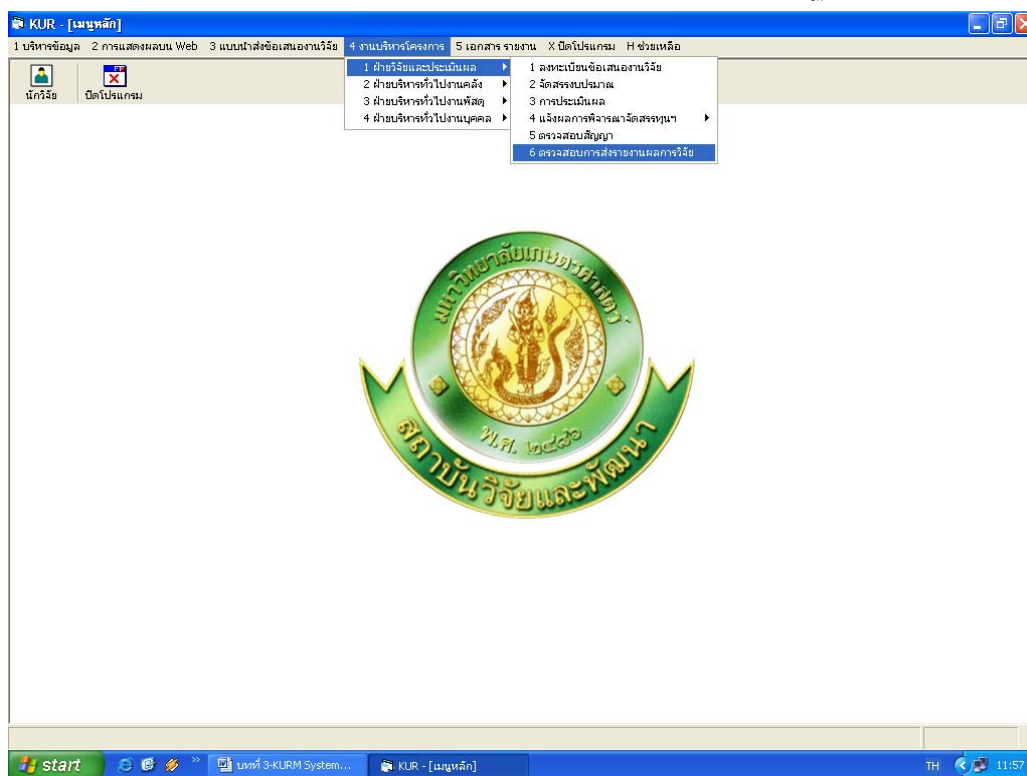 KUR - [เมนูหลัก]
1 บริหารข้อมูล 2 การแสดงผลบน Web 3 แบบนำส่งข้อเสนองานวิจัย 4 งานบริหารโครงการ 5 เอกสาร รายงาน X ปิดโปรแกรม H ช่วยเหลือ
นักวิจัย ปิดโปรแกรม
1 ฝ่ายวิจัยและประเมินผล
2 ฝ่ายบริหารทั่วไปงานคลัง
3 ฝ่ายบริหารทั่วไปงานพัสดุ
4 ฝ่ายบริหารทั่วไปงานบุคคล
1 ลงทะเบียนข้อเสนองานวิจัย
2 จัดสรรงบประมาณ
3 การประเมินผล
4 แจ้งผลการพิจารณาจัดสรรทุนฯ
5 ตรวจสอบสัญญา
6 ตรวจสอบการส่งรายงานผลการวิจัย
มหาวิทยาลัยเกษตรศาสตร์
พ.ศ. ๒๔๘๖
สถาบันวิจัยและพัฒนา
start บทที่ 3-KURM System... KUR - [เมนูหลัก] TH 11:57